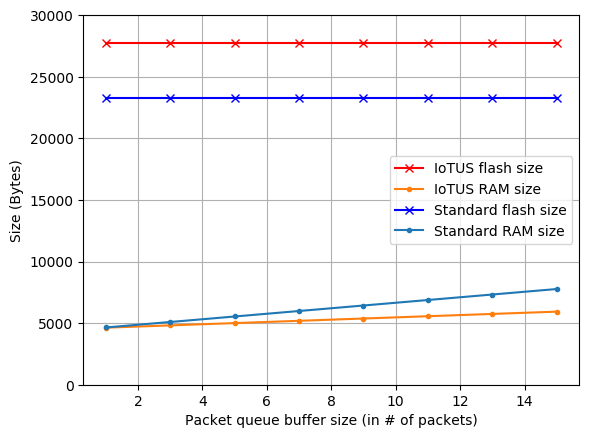 30000
25000
20000
15000
10000
5000
0
Size (Bytes)
IoTUS flash size
IoTUS RAM size
Standard flash size
Standard RAM size
2 4 6 8 10 12 14
Packet queue buffer size (in # of packets)